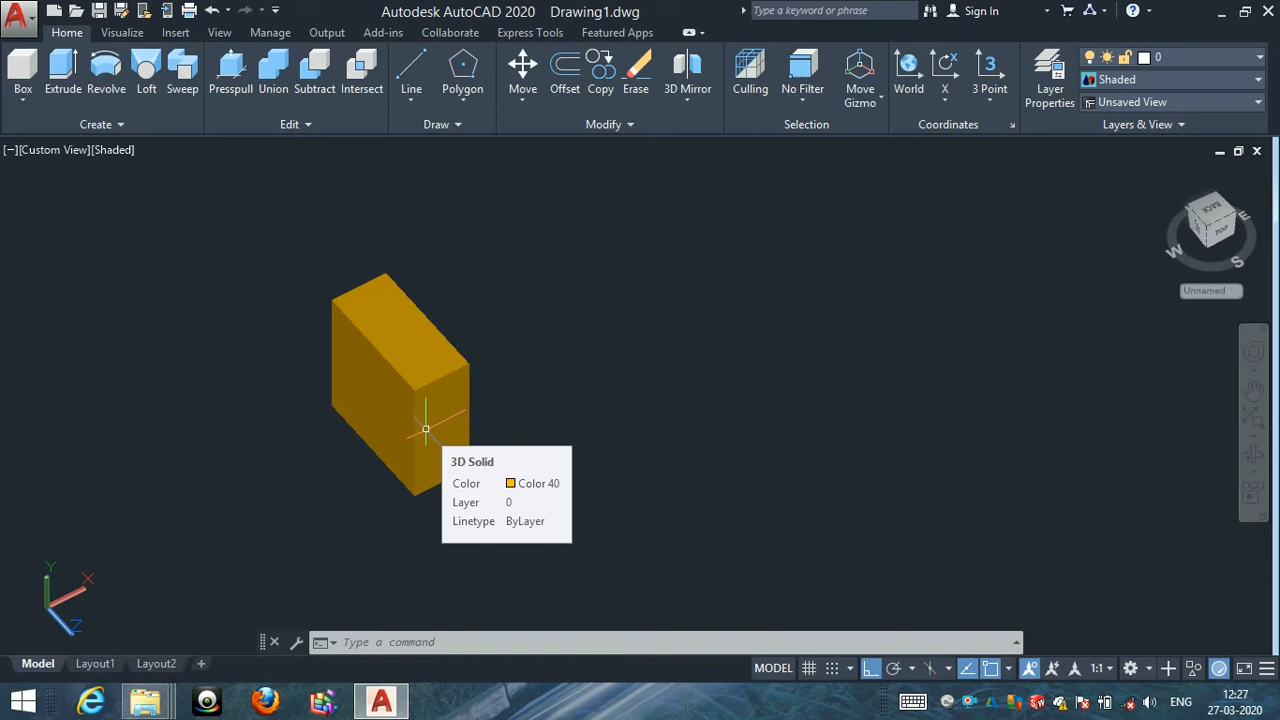 Autodesk AutoCAD 2020 Drawing1.dwg
Type a keyword or phrase
Sign In
Home Visualize Insert View Manage Output Add-ins Collaborate Express Tools Featured Apps
Box Extrude Revolve Loft Sweep Presspull Union Subtract Intersect Line Polygon Move Offset Copy Erase 3D Mirror Culling No Filter Move Gizmo World X 3 Point Layer Properties
0
Shaded
Unsaved View
Create Edit Draw Modify Selection Coordinates Layers & View
[−][Custom View][Shaded]
BACK
TOP
E
W
S
Unnamed
3D Solid
Color Color 40
Layer 0
Linetype ByLayer
Y
X
Z
Type a command
Model Layout1 Layout2 +
MODEL
1:1
ENG
12:27
27-03-2020